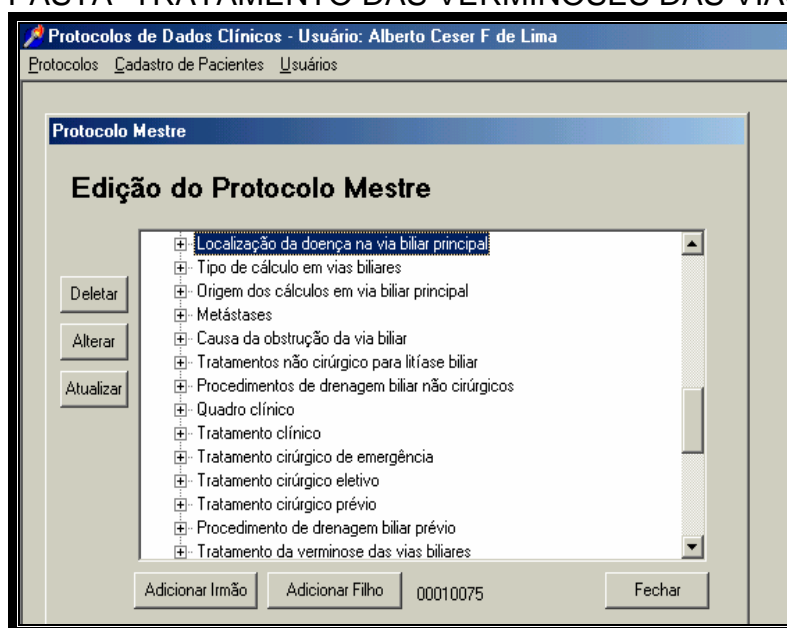 PASTA "TRATAMENTO DAS VERMINOSES DAS VIAS
Protocolos de Dados Clínicos - Usuário: Alberto Ceser F de Lima
Protocolos Cadastro de Pacientes Usuários
Protocolo Mestre
Edição do Protocolo Mestre
Localização da doença na via biliar principal
Tipo de cálculo em vias biliares
Origem dos cálculos em via biliar principal
Metástases
Causa da obstrução da via biliar
Tratamentos não cirúrgico para litíase biliar
Procedimentos de drenagem biliar não cirúrgicos
Quadro clínico
Tratamento clínico
Tratamento cirúrgico de emergência
Tratamento cirúrgico eletivo
Tratamento cirúrgico prévio
Procedimento de drenagem biliar prévio
Tratamento da verminose das vias biliares
Deletar
Alterar
Atualizar
Adicionar Irmão Adicionar Filho 00010075 Fechar